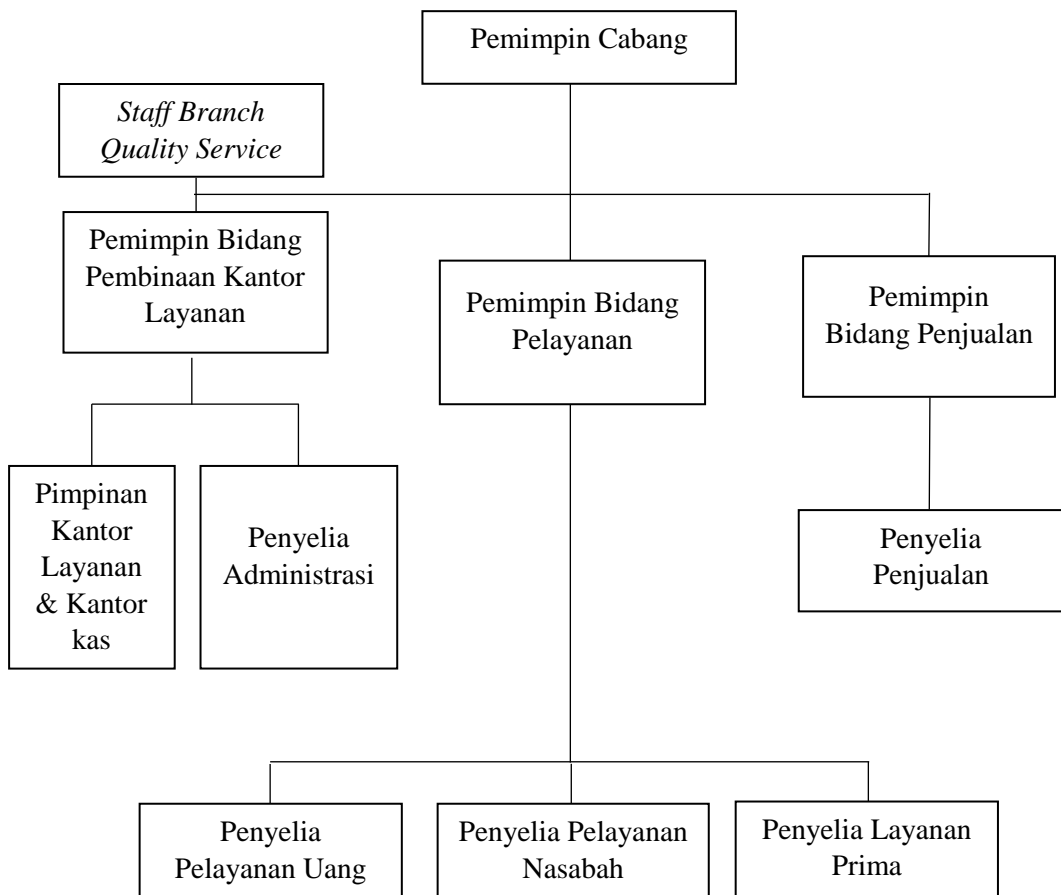 Pemimpin Cabang
Staff Branch
Quality Service
Pemimpin Bidang
Pembinaan Kantor
Layanan
Pemimpin Bidang
Pelayanan
Pemimpin
Bidang Penjualan
Pimpinan
Kantor
Layanan
& Kantor
kas
Penyelia
Administrasi
Penyelia
Penjualan
Penyelia
Pelayanan Uang
Penyelia Pelayanan
Nasabah
Penyelia Layanan
Prima